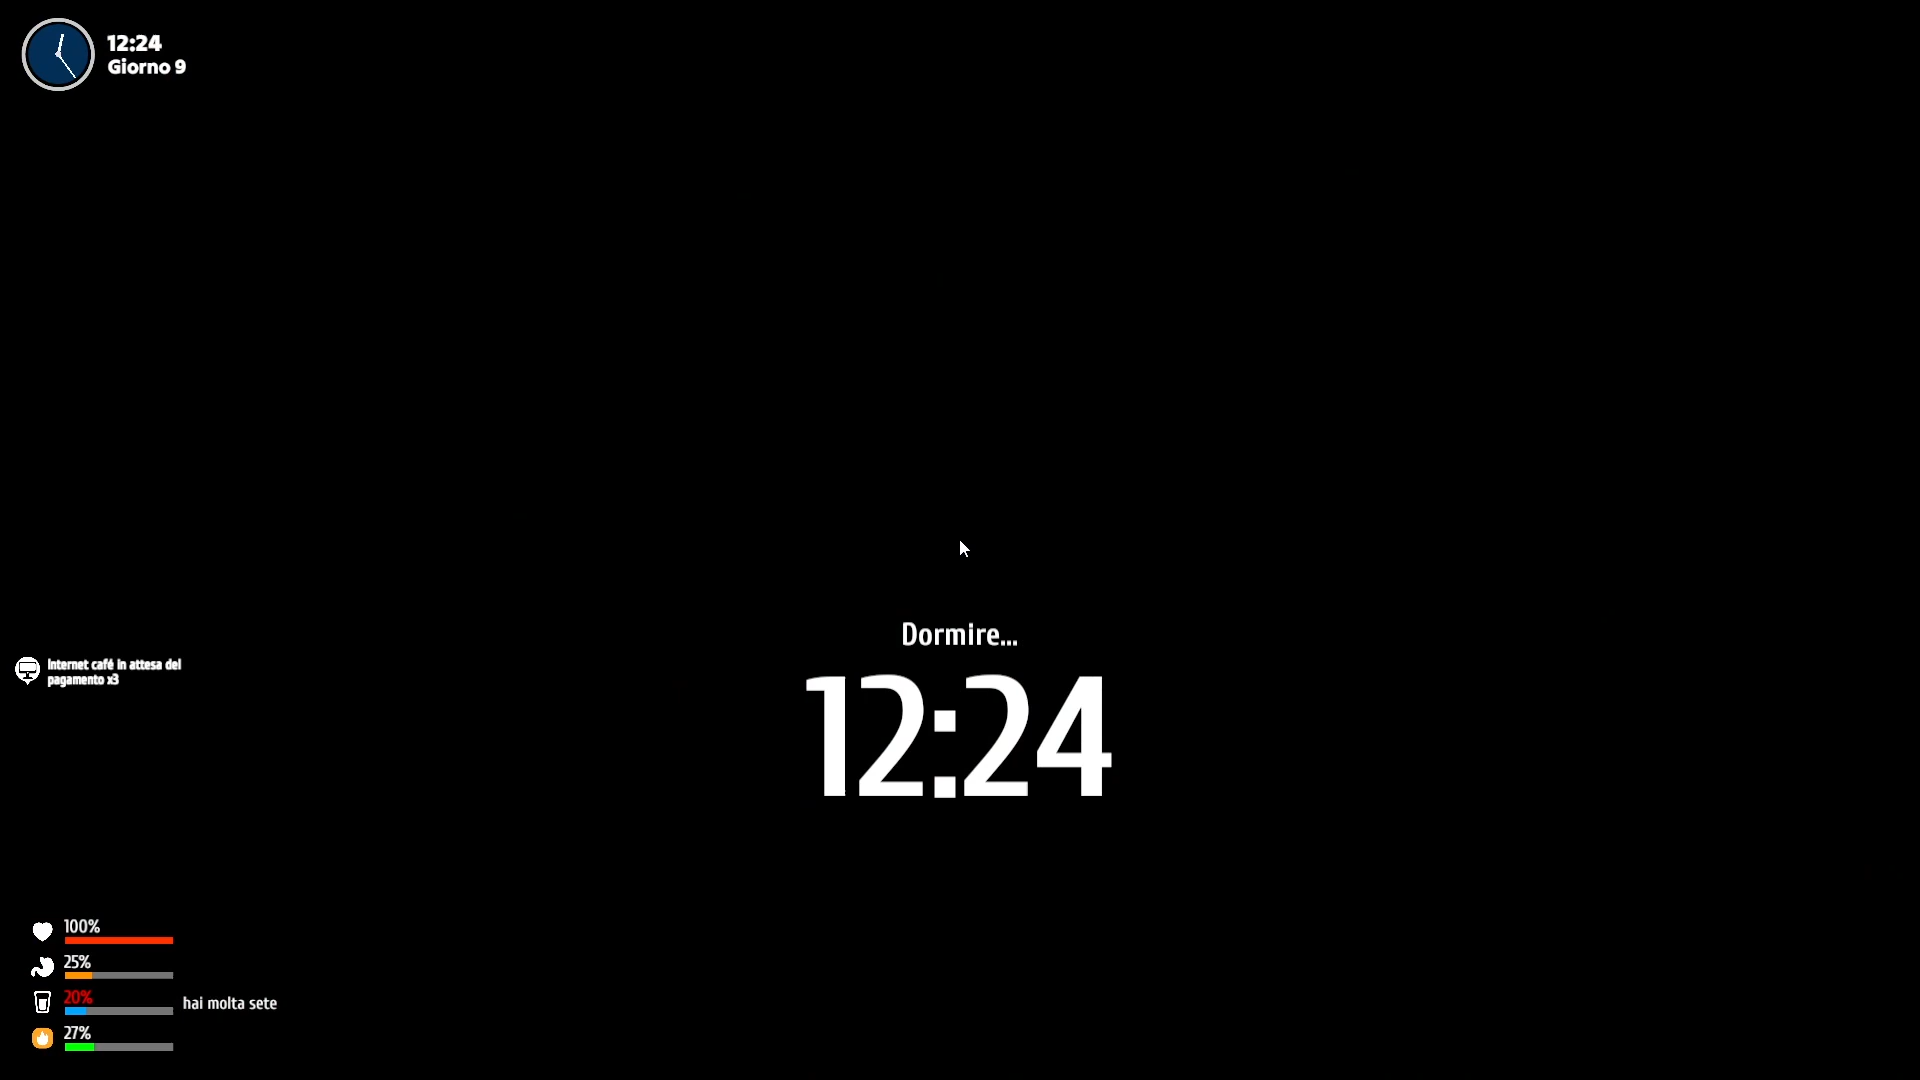 12:24
Giorno 9
Dormire...
12:24
Internet café in attesa del
pagamento x3
100%
25%
20%
hai molta sete
27%